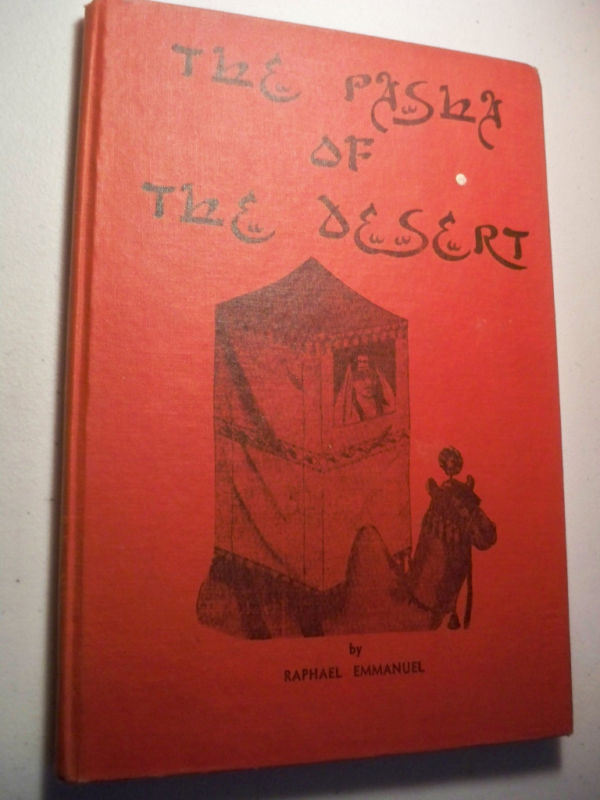 THE PASHA
OF
THE DESERT
by
RAPHAEL EMMANUEL